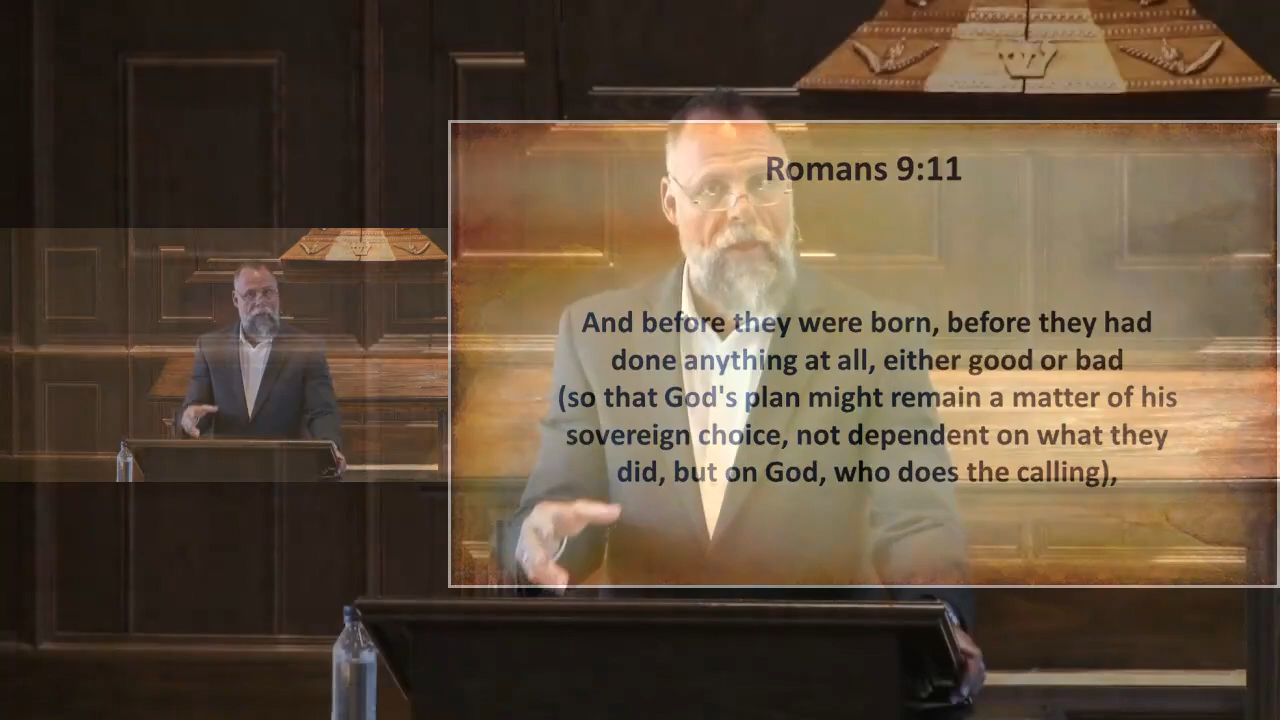 Romans 9:11
And before they were born, before they had
done anything at all, either good or bad
(so that God's plan might remain a matter of his
sovereign choice, not dependent on what they
did, but on God, who does the calling),